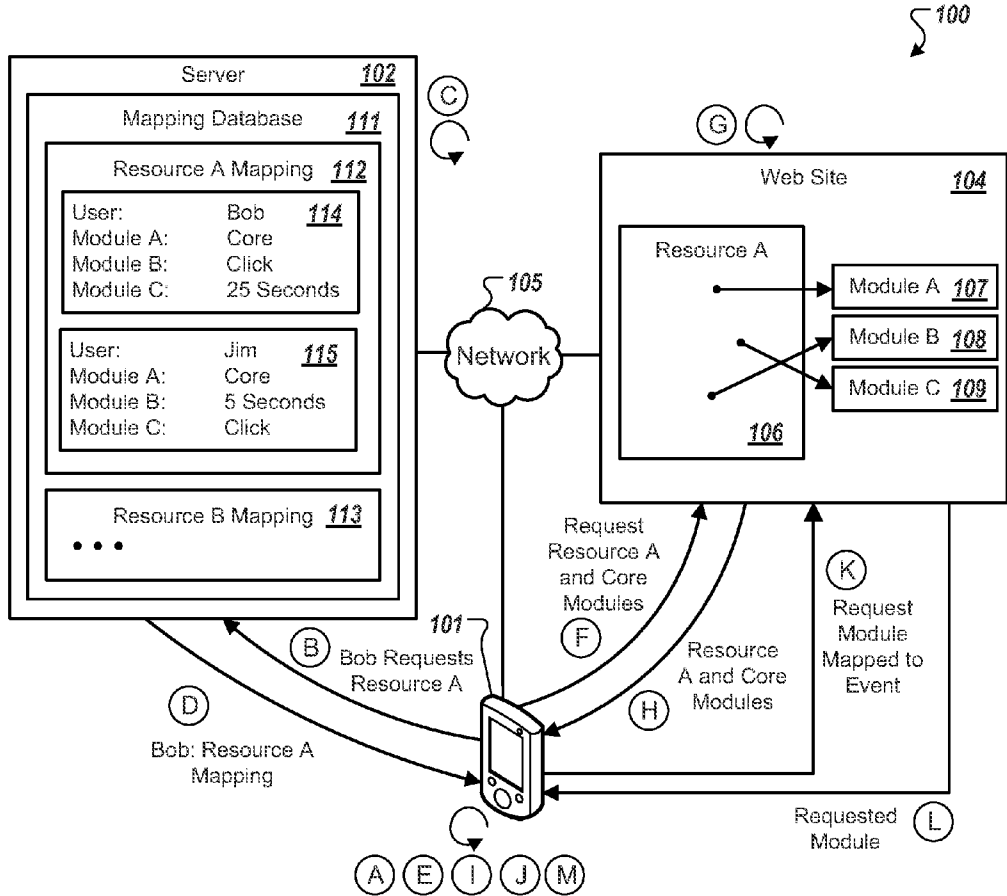 100
Server 102
Mapping Database 111
Resource A Mapping 112
User: Bob 114
Module A: Core
Module B: Click
Module C: 25 Seconds
User: Jim 115
Module A: Core
Module B: 5 Seconds
Module C: Click
Resource B Mapping 113
C
105
Network
G
Web Site 104
Resource A
Module A 107
Module B 108
Module C 109
106
Request
Resource A
and Core
Modules
F
K
Request
Module
Mapped to
Event
101
B
Bob Requests
Resource A
D
Bob: Resource A
Mapping
Resource
A and Core
Modules
H
Requested
Module
L
A E I J M